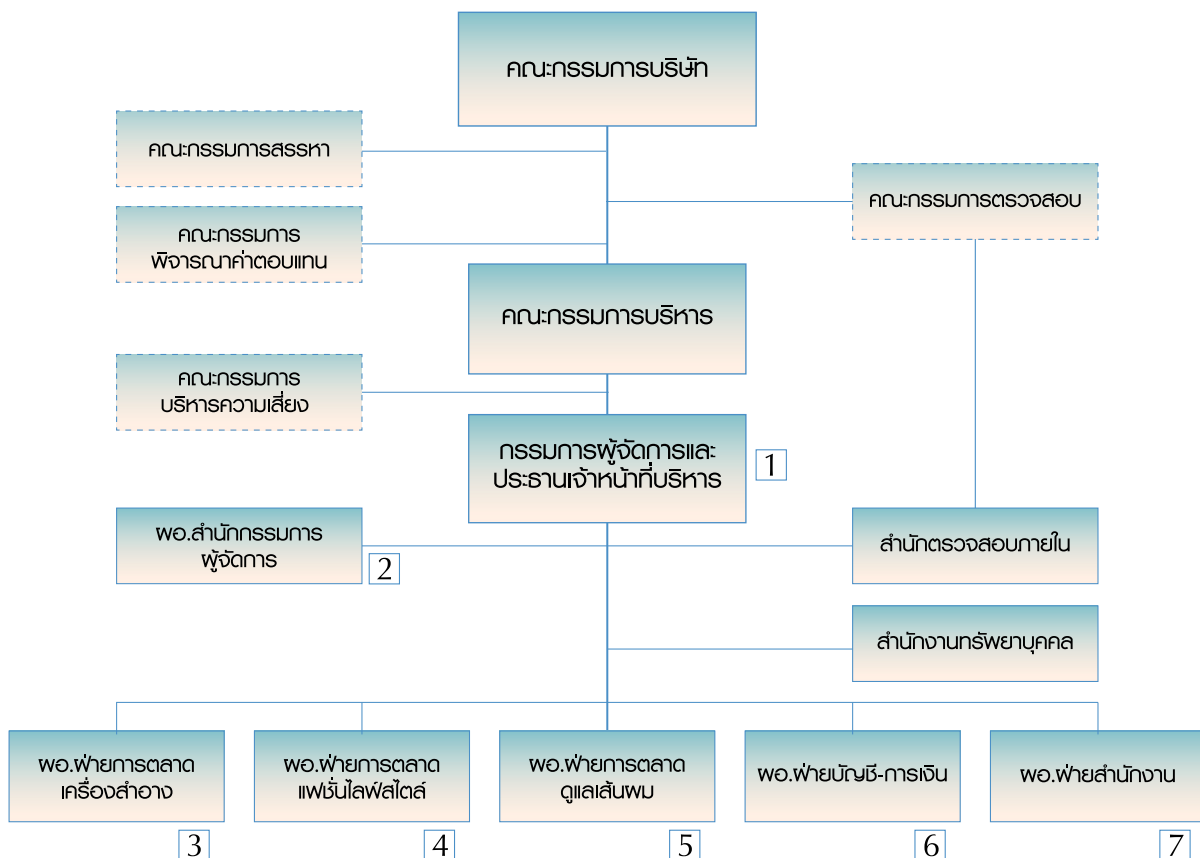 คณะกรรมการบริษัท
คณะกรรมการสรรหา
คณะกรรมการตรวจสอบ
คณะกรรมการ
พิจารณาค่าตอบแทน
คณะกรรมการบริหาร
คณะกรรมการ
บริหารความเสี่ยง
กรรมการผู้จัดการและ
ประธานเจ้าหน้าที่บริหาร
1
ผอ.สำนักกรรมการ
ผู้จัดการ
2
สำนักตรวจสอบภายใน
สำนักงานทรัพยาบุคคล
ผอ.ฝ่ายการตลาด
เครื่องสำอาง
3
ผอ.ฝ่ายการตลาด
แฟชั่นไลฟ์สไตล์
4
ผอ.ฝ่ายการตลาด
ดูแลเส้นผม
5
ผอ.ฝ่ายบัญชี-การเงิน
6
ผอ.ฝ่ายสำนักงาน
7